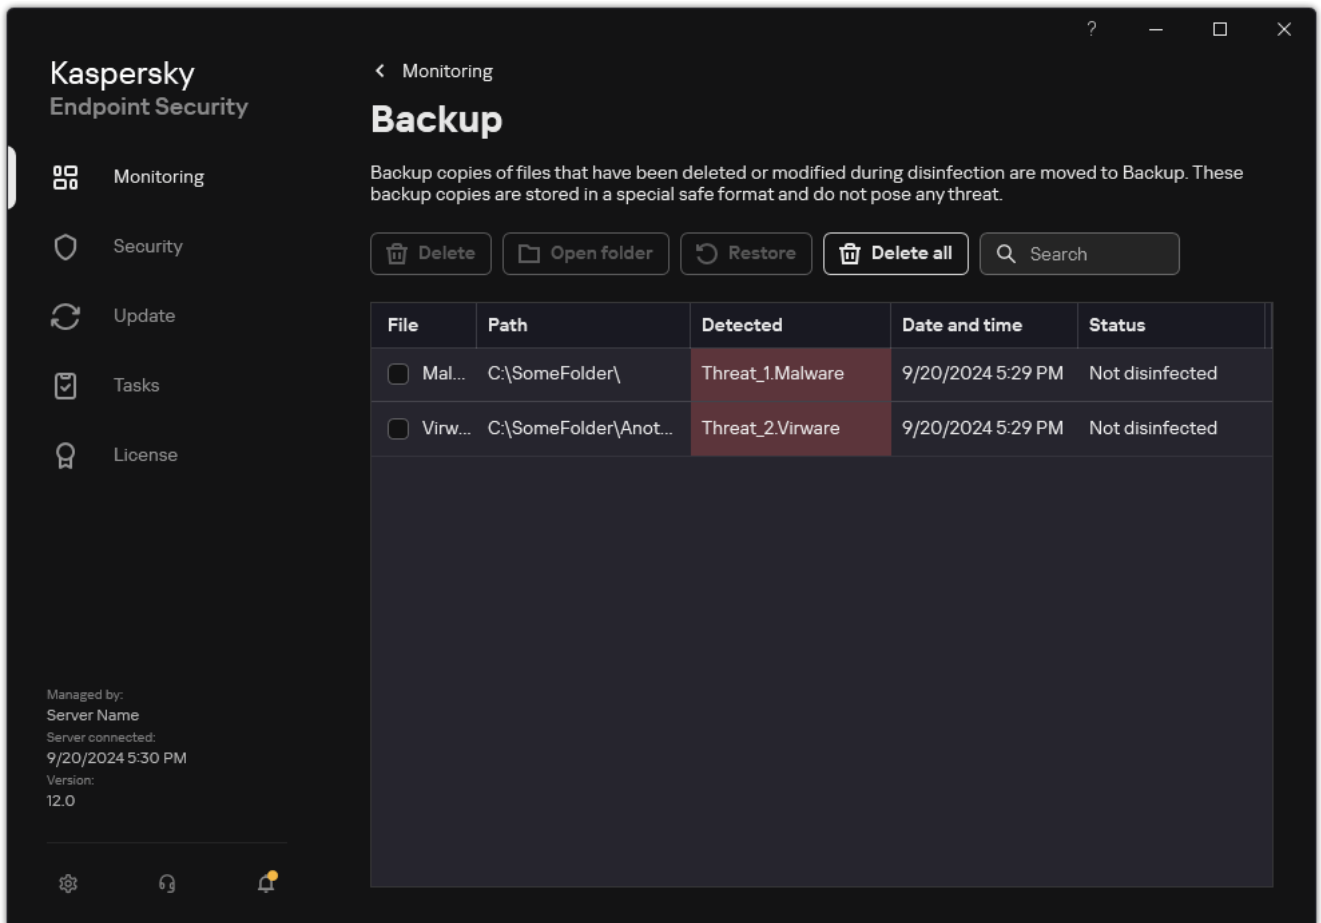 ?
Kaspersky
Endpoint Security
Monitoring
Security
Update
Tasks
License
Managed by:
Server Name
Server connected:
9/20/2024 5:30 PM
Version:
12.0
Monitoring
Backup
Backup copies of files that have been deleted or modified during disinfection are moved to Backup. These
backup copies are stored in a special safe format and do not pose any threat.
Delete Open folder Restore Delete all Search
File Path Detected Date and time Status
Mal... C:\SomeFolder\ Threat_1.Malware 9/20/2024 5:29 PM Not disinfected
Virw... C:\SomeFolder\Anot... Threat_2.Virware 9/20/2024 5:29 PM Not disinfected